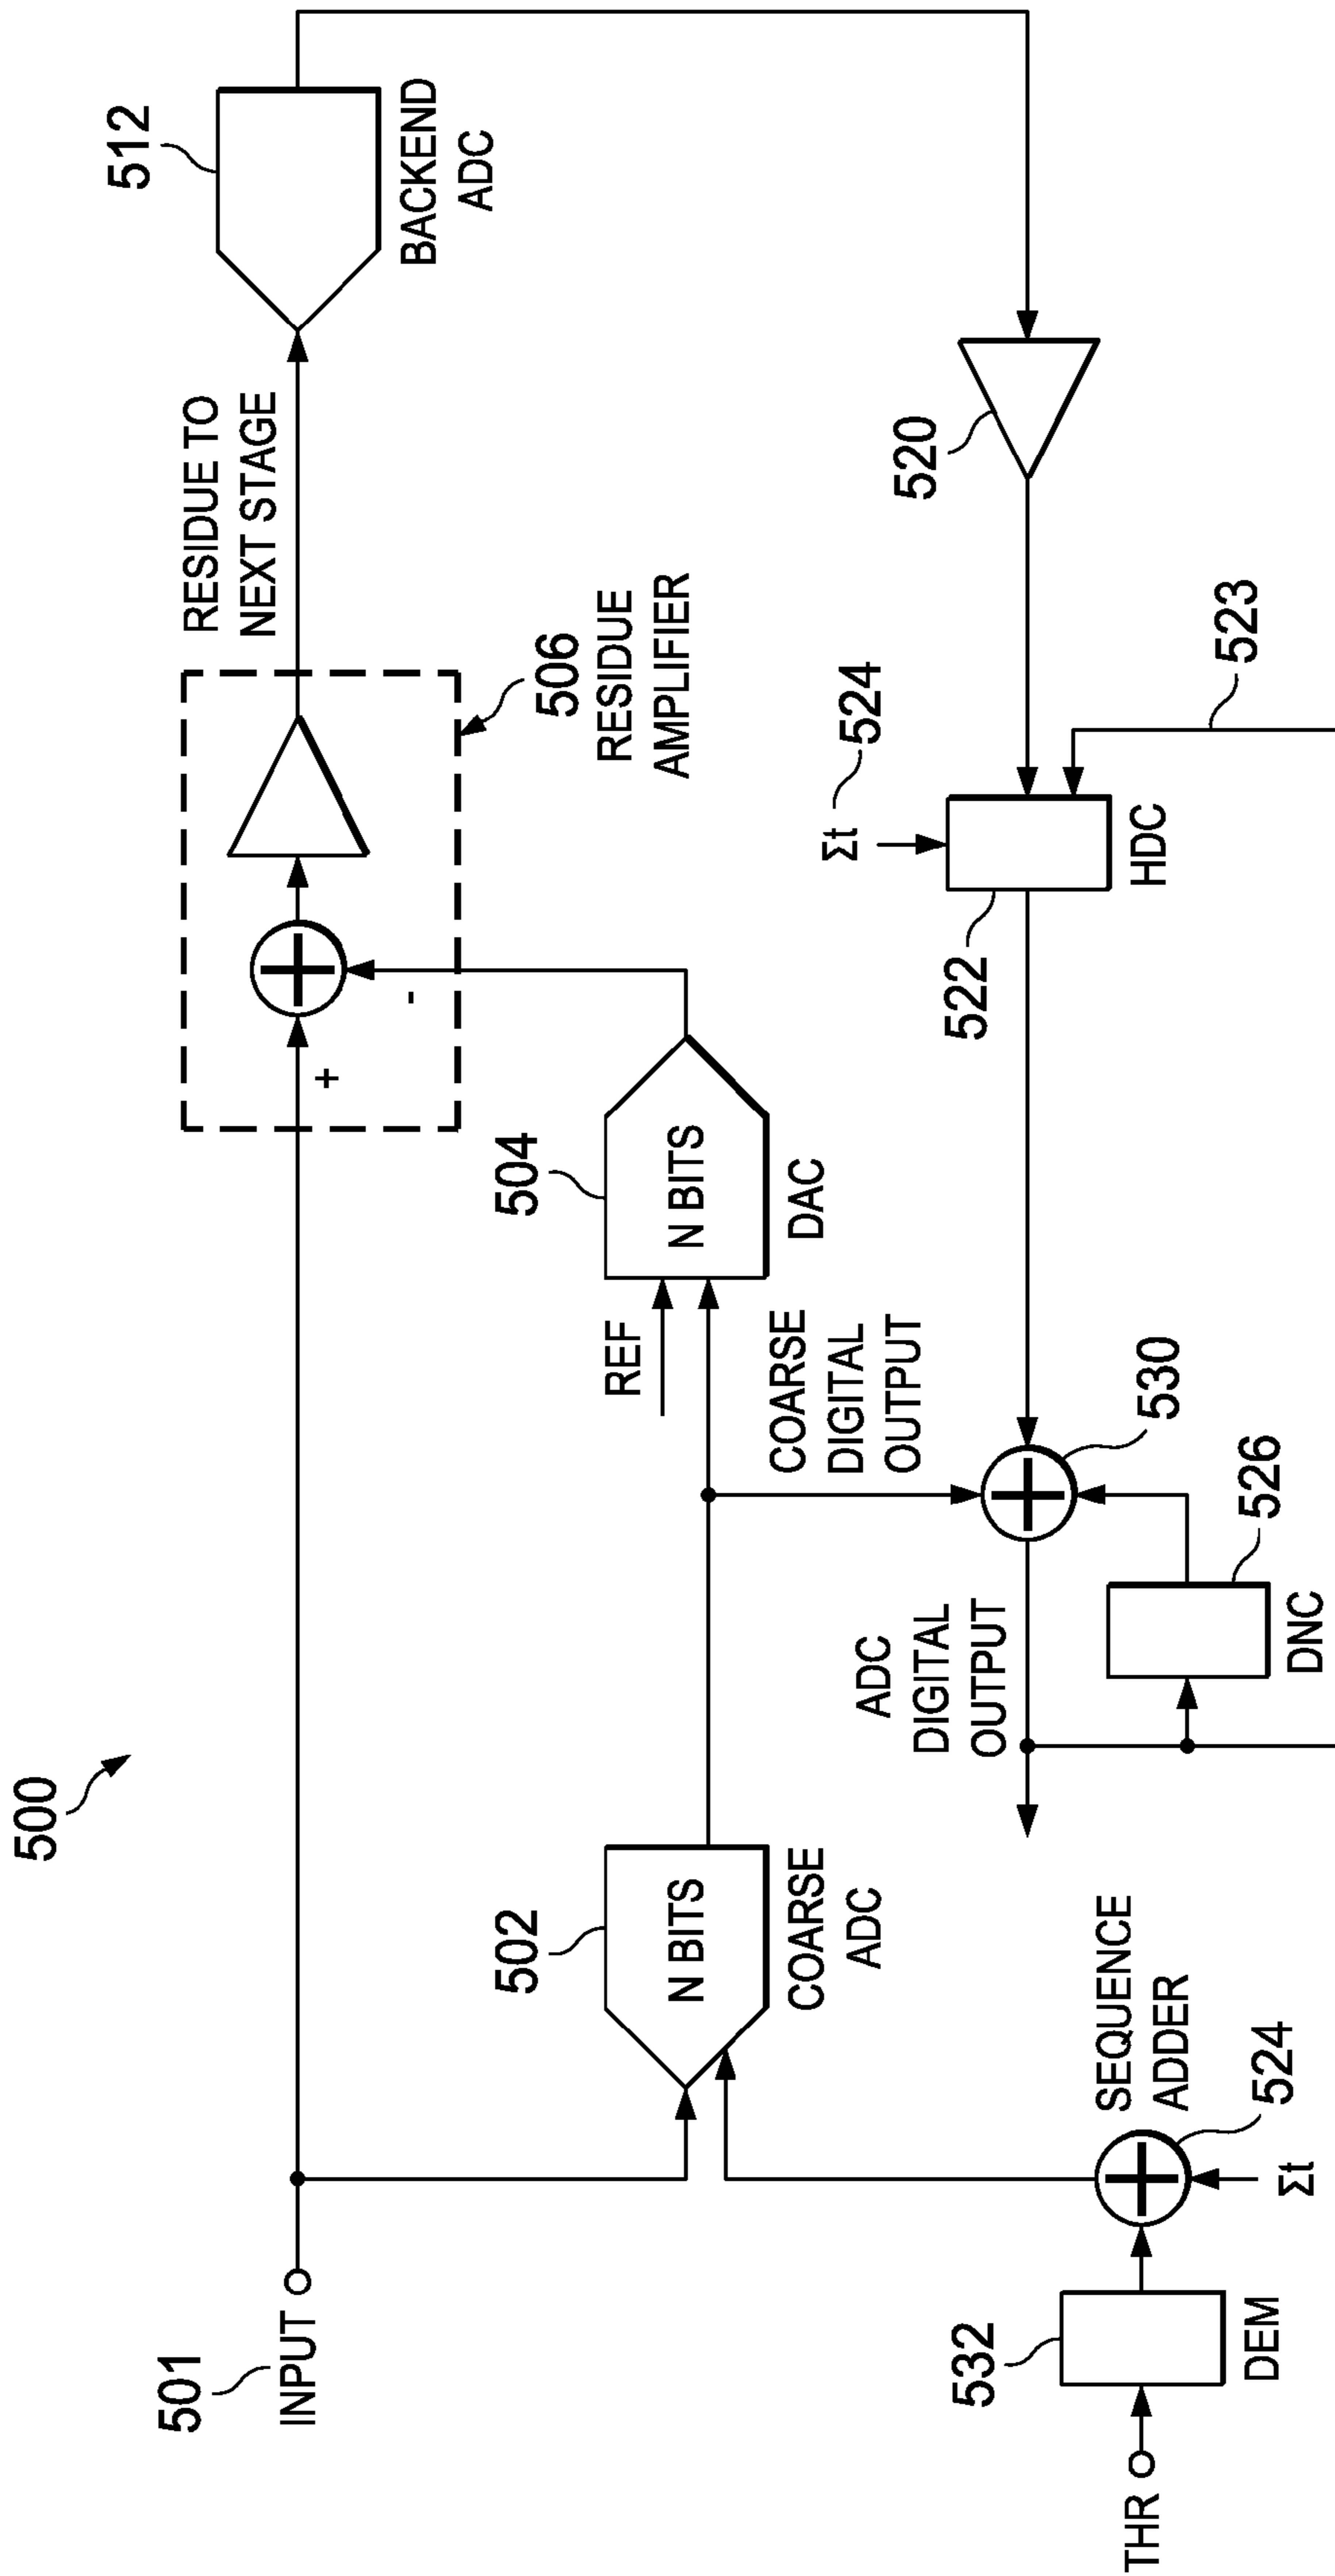 500
501
INPUT
502
N BITS
COARSE
ADC
504
N BITS
DAC
REF
+
-
506
RESIDUE
AMPLIFIER
RESIDUE TO
NEXT STAGE
512
BACKEND
ADC
COARSE
DIGITAL
OUTPUT
520
Σt
524
522
HDC
523
530
ADC
DIGITAL
OUTPUT
526
DNC
SEQUENCE
ADDER
524
Σt
532
DEM
THR